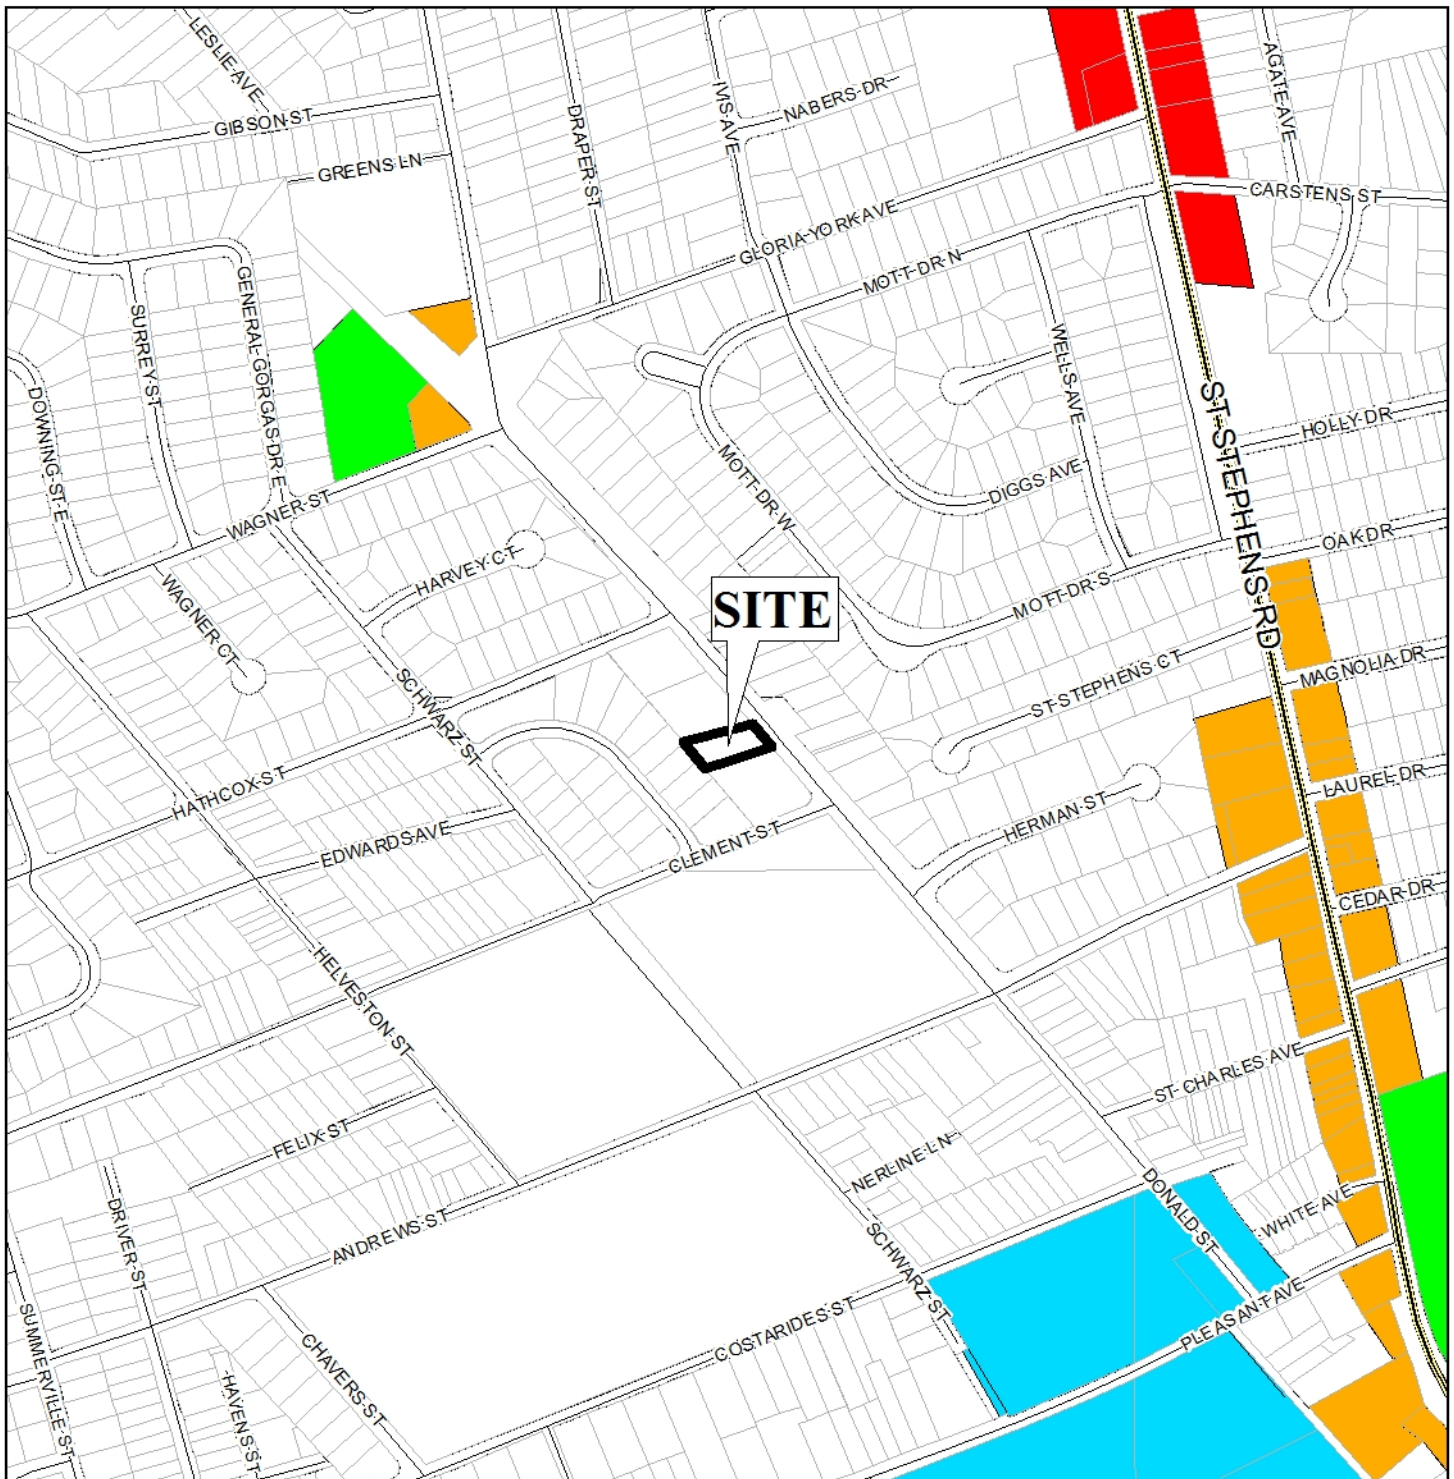 LESLIE AVE
GIBSON ST
GREENS LN
DRAPER ST
IVIS AVE
NABERS DR
AGATE AVE
CARSTENS ST
GLORIA YORK AVE
MOTT DR N
GENERAL GORGAS DR E
SURREY ST
DOWNING ST E
WELLS AVE
ST STEPHENS RD
HOLLY DR
MOTT DR W
DIGGS AVE
WAGNER ST
OAK DR
HARVEY CT
WAGNER CT
MOTT DR S
SITE
MAGNOLIA DR
ST STEPHENS CT
SCHWARZ ST
HATHCOX ST
LAUREL DR
HERMAN ST
EDWARDS AVE
CLEMENT ST
CEDAR DR
HELVESTON ST
ST CHARLES AVE
FELIX ST
NERLINE LN
DONALD ST
WHITE AVE
DRIVER ST
ANDREWS ST
SCHWARZ ST
PLEASANT AVE
COSTARIDES ST
SUMMERVILLE ST
CHAVERS ST
HAVENS ST